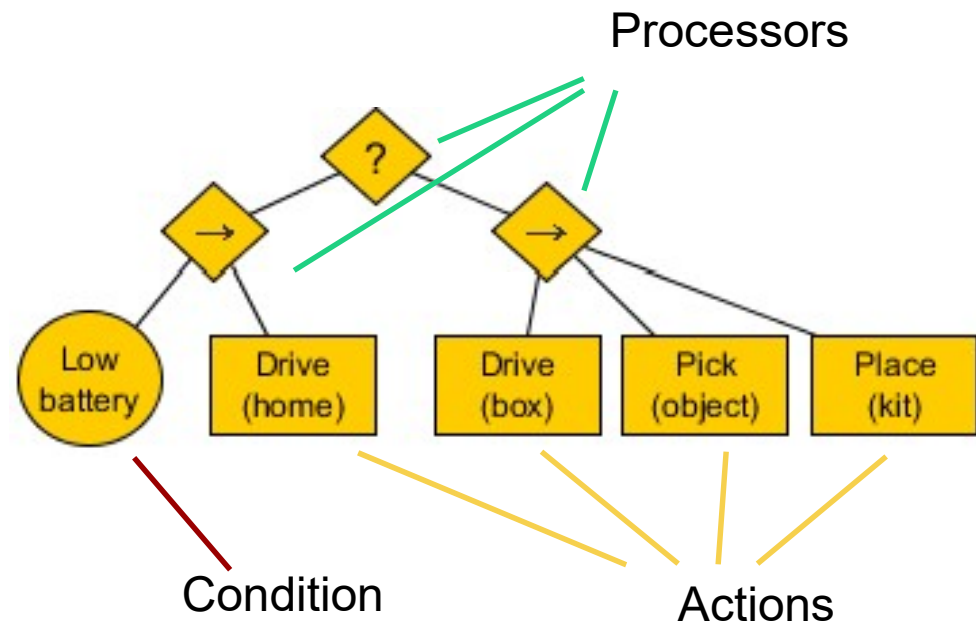 Processors
?
→
→
Low
battery
Drive
(home)
Drive
(box)
Pick
(object)
Place
(kit)
Condition
Actions